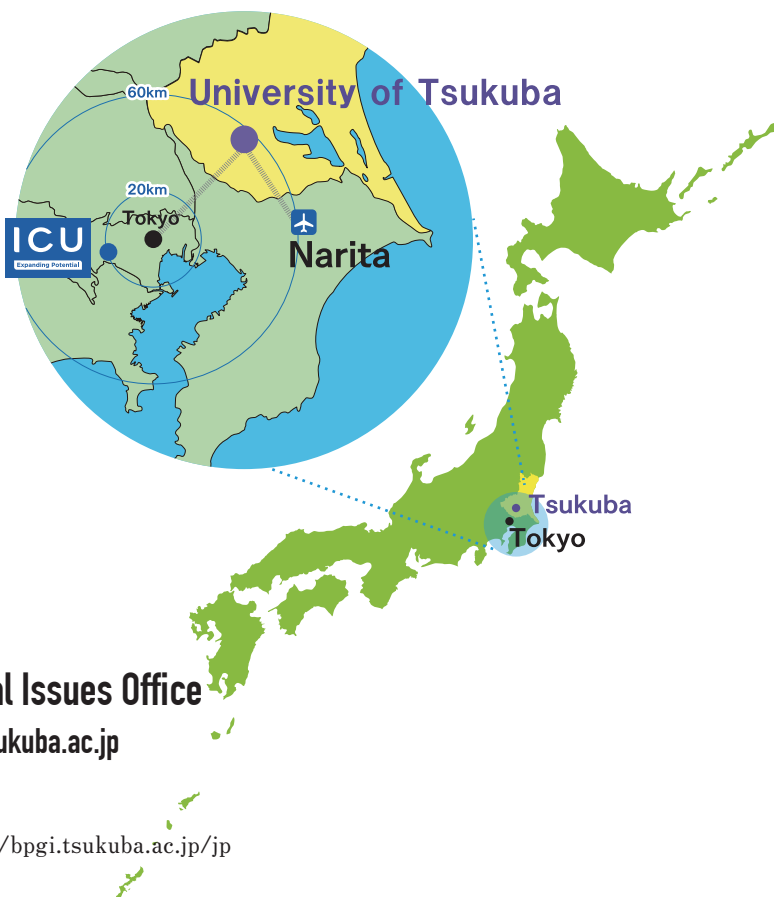 60km
University of Tsukuba
20km
Tokyo
ICU
Expanding Potential
Narita
Tsukuba
Tokyo
l Issues Office
ukuba.ac.jp
/bpgi.tsukuba.ac.jp/jp